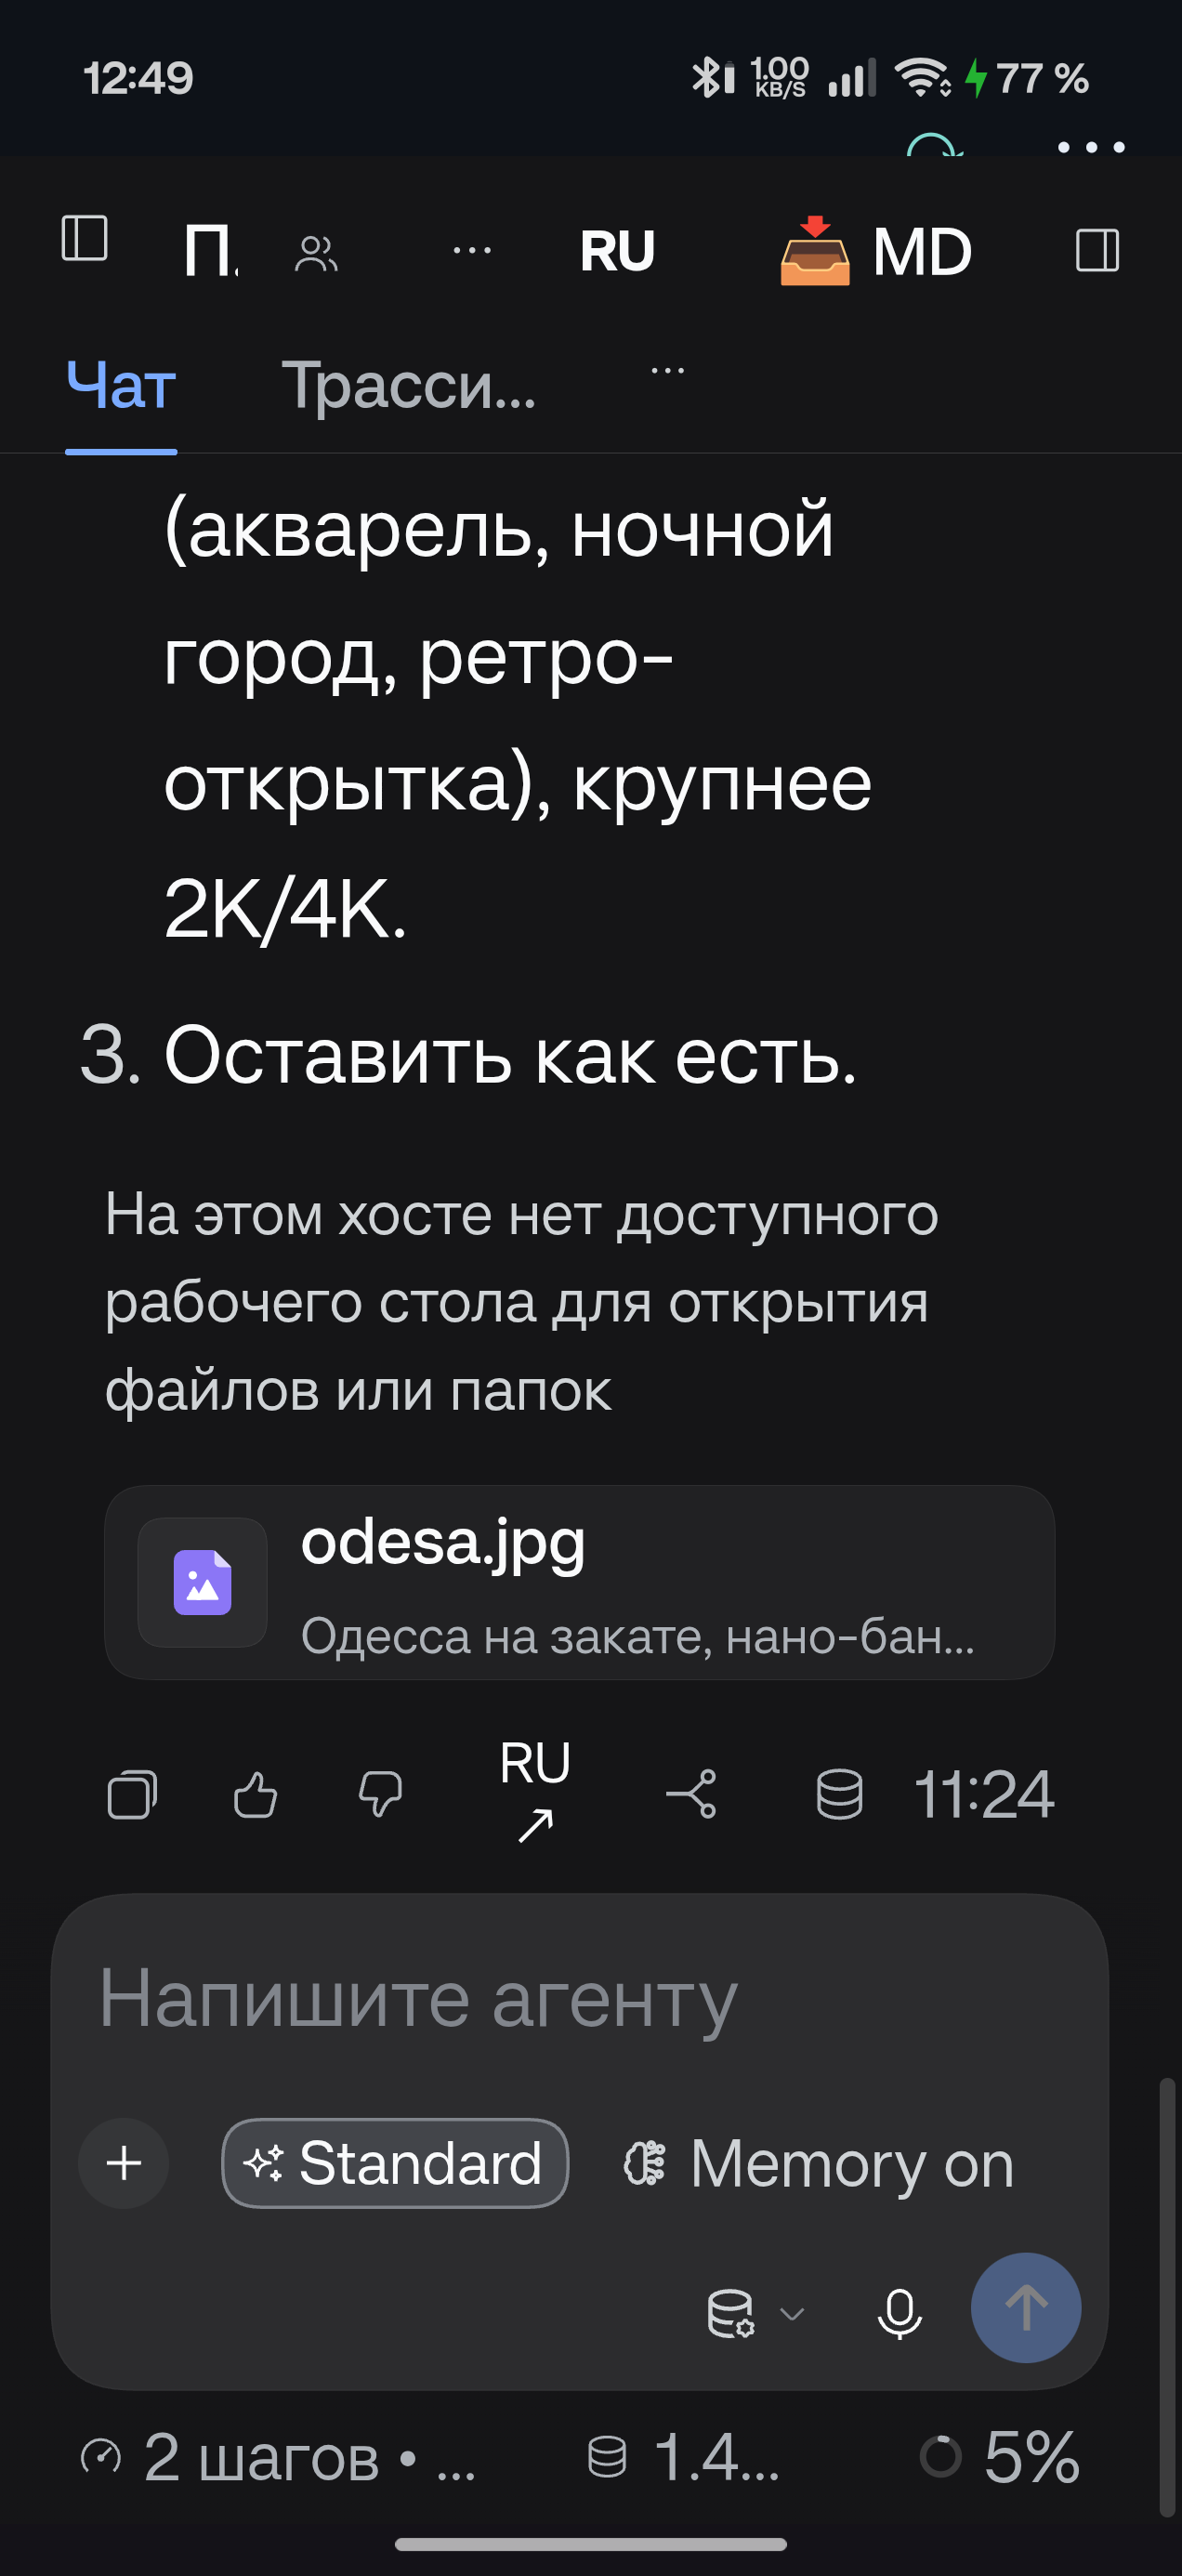 12:49
1.00
KB/S
77 %
П.
RU
MD
Чат
Трасси...
(акварель, ночной
город, ретро-
открытка), крупнее
2K/4K.
3. Оставить как есть.
На этом хосте нет доступного
рабочего стола для открытия
файлов или папок
odesa.jpg
Одесса на закате, нано-бан...
RU
↗
11:24
Напишите агенту
Standard
Memory on
2 шагов • ...
1.4...
5%